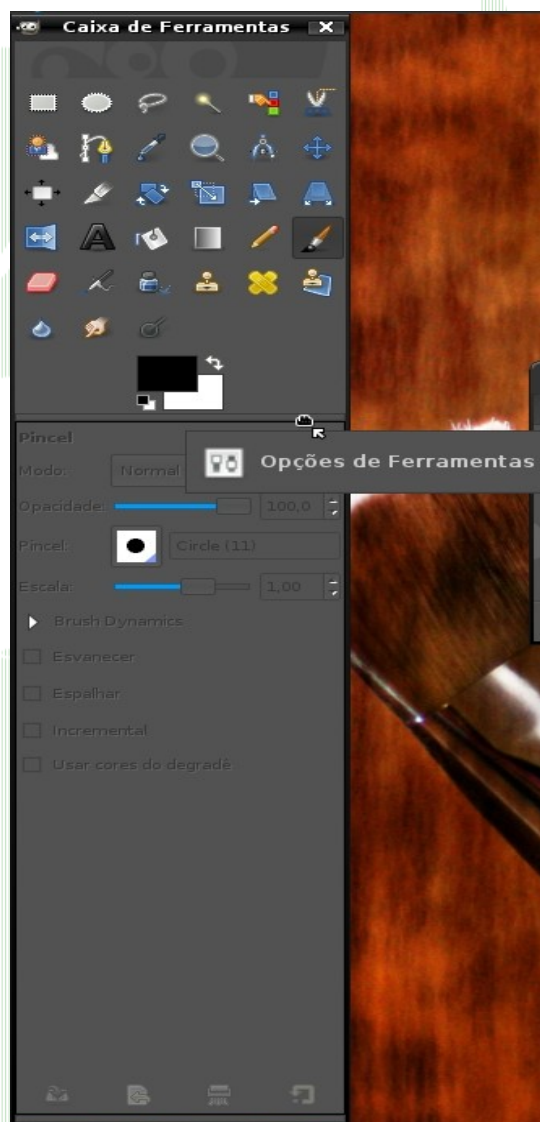 Caixa de Ferramentas
Pincel
Modo: Normal
Opções de Ferramentas
Opacidade: 100,0
Pincel: Circle (11)
Escala: 1,00
Brush Dynamics
Esvanecer
Espalhar
Incremental
Usar cores do degradê